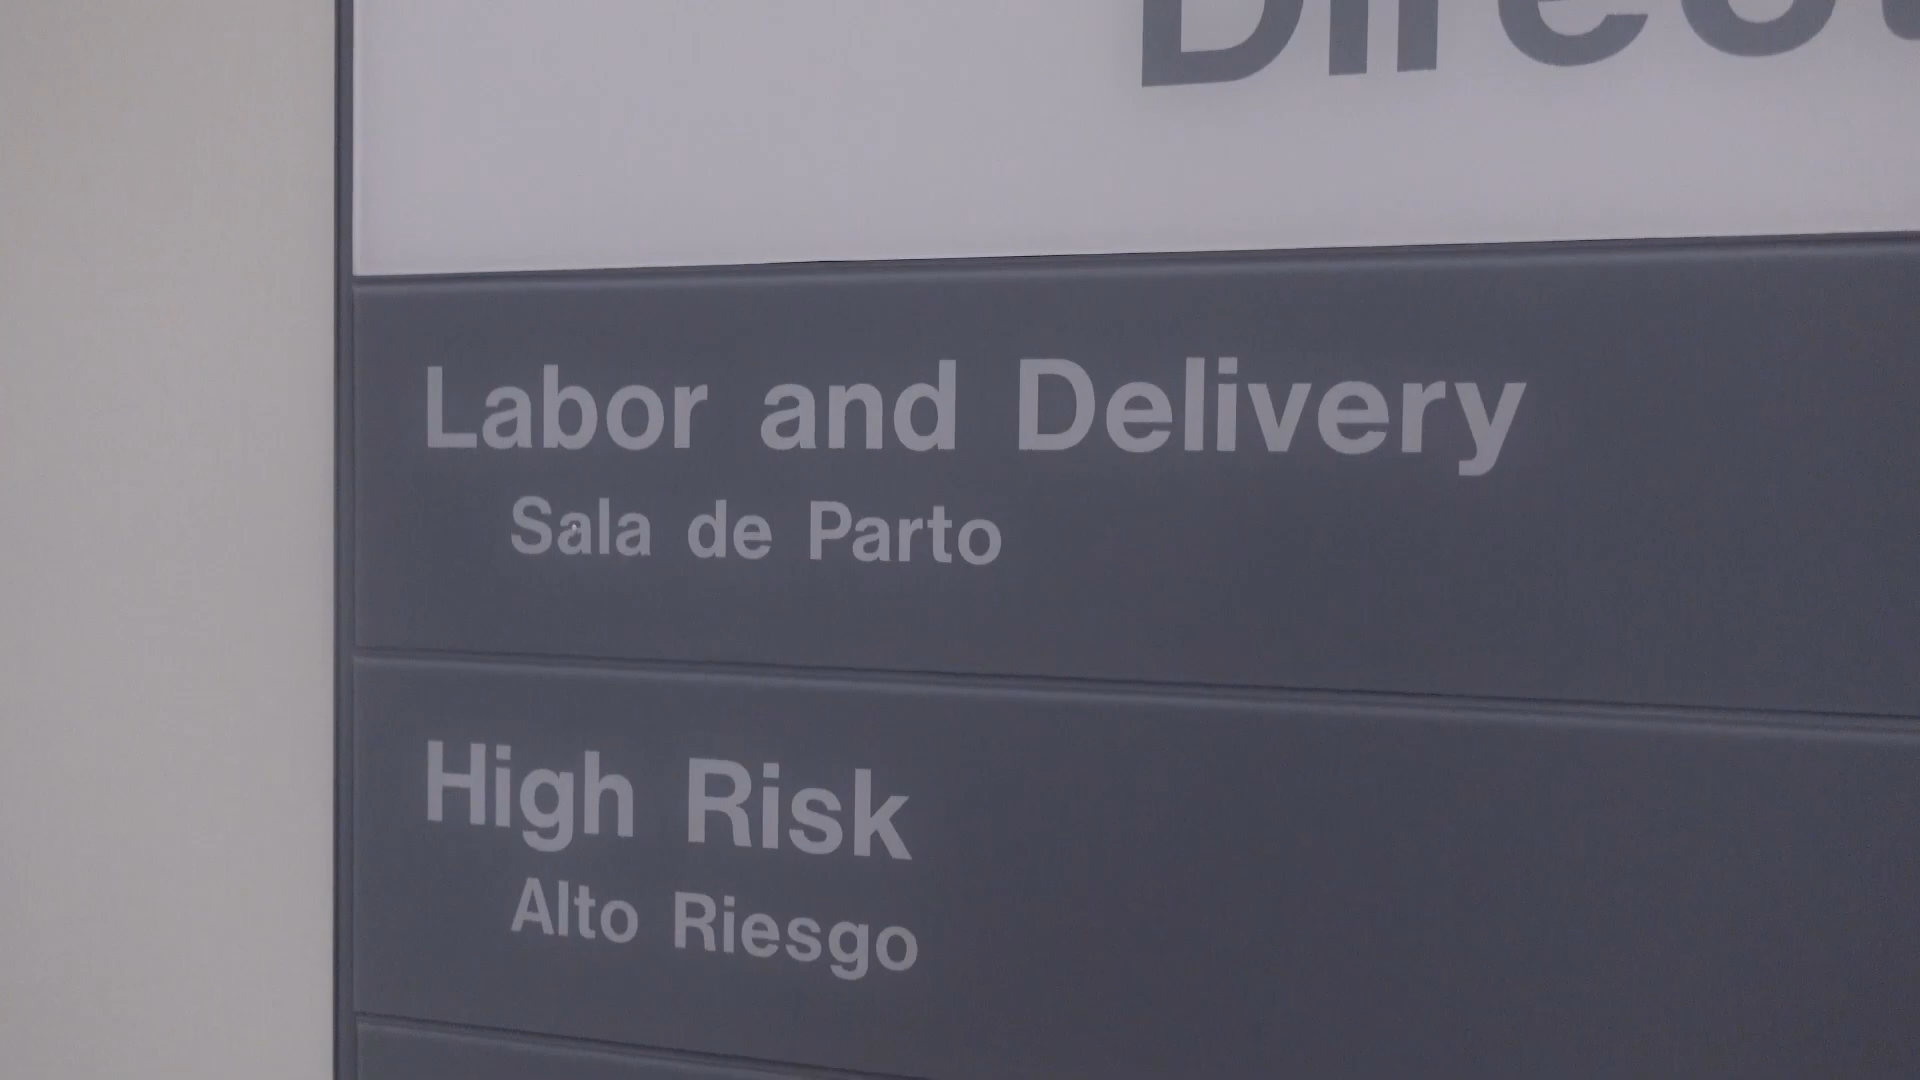 Labor and Delivery
Sala de Parto
High Risk
Alto Riesgo